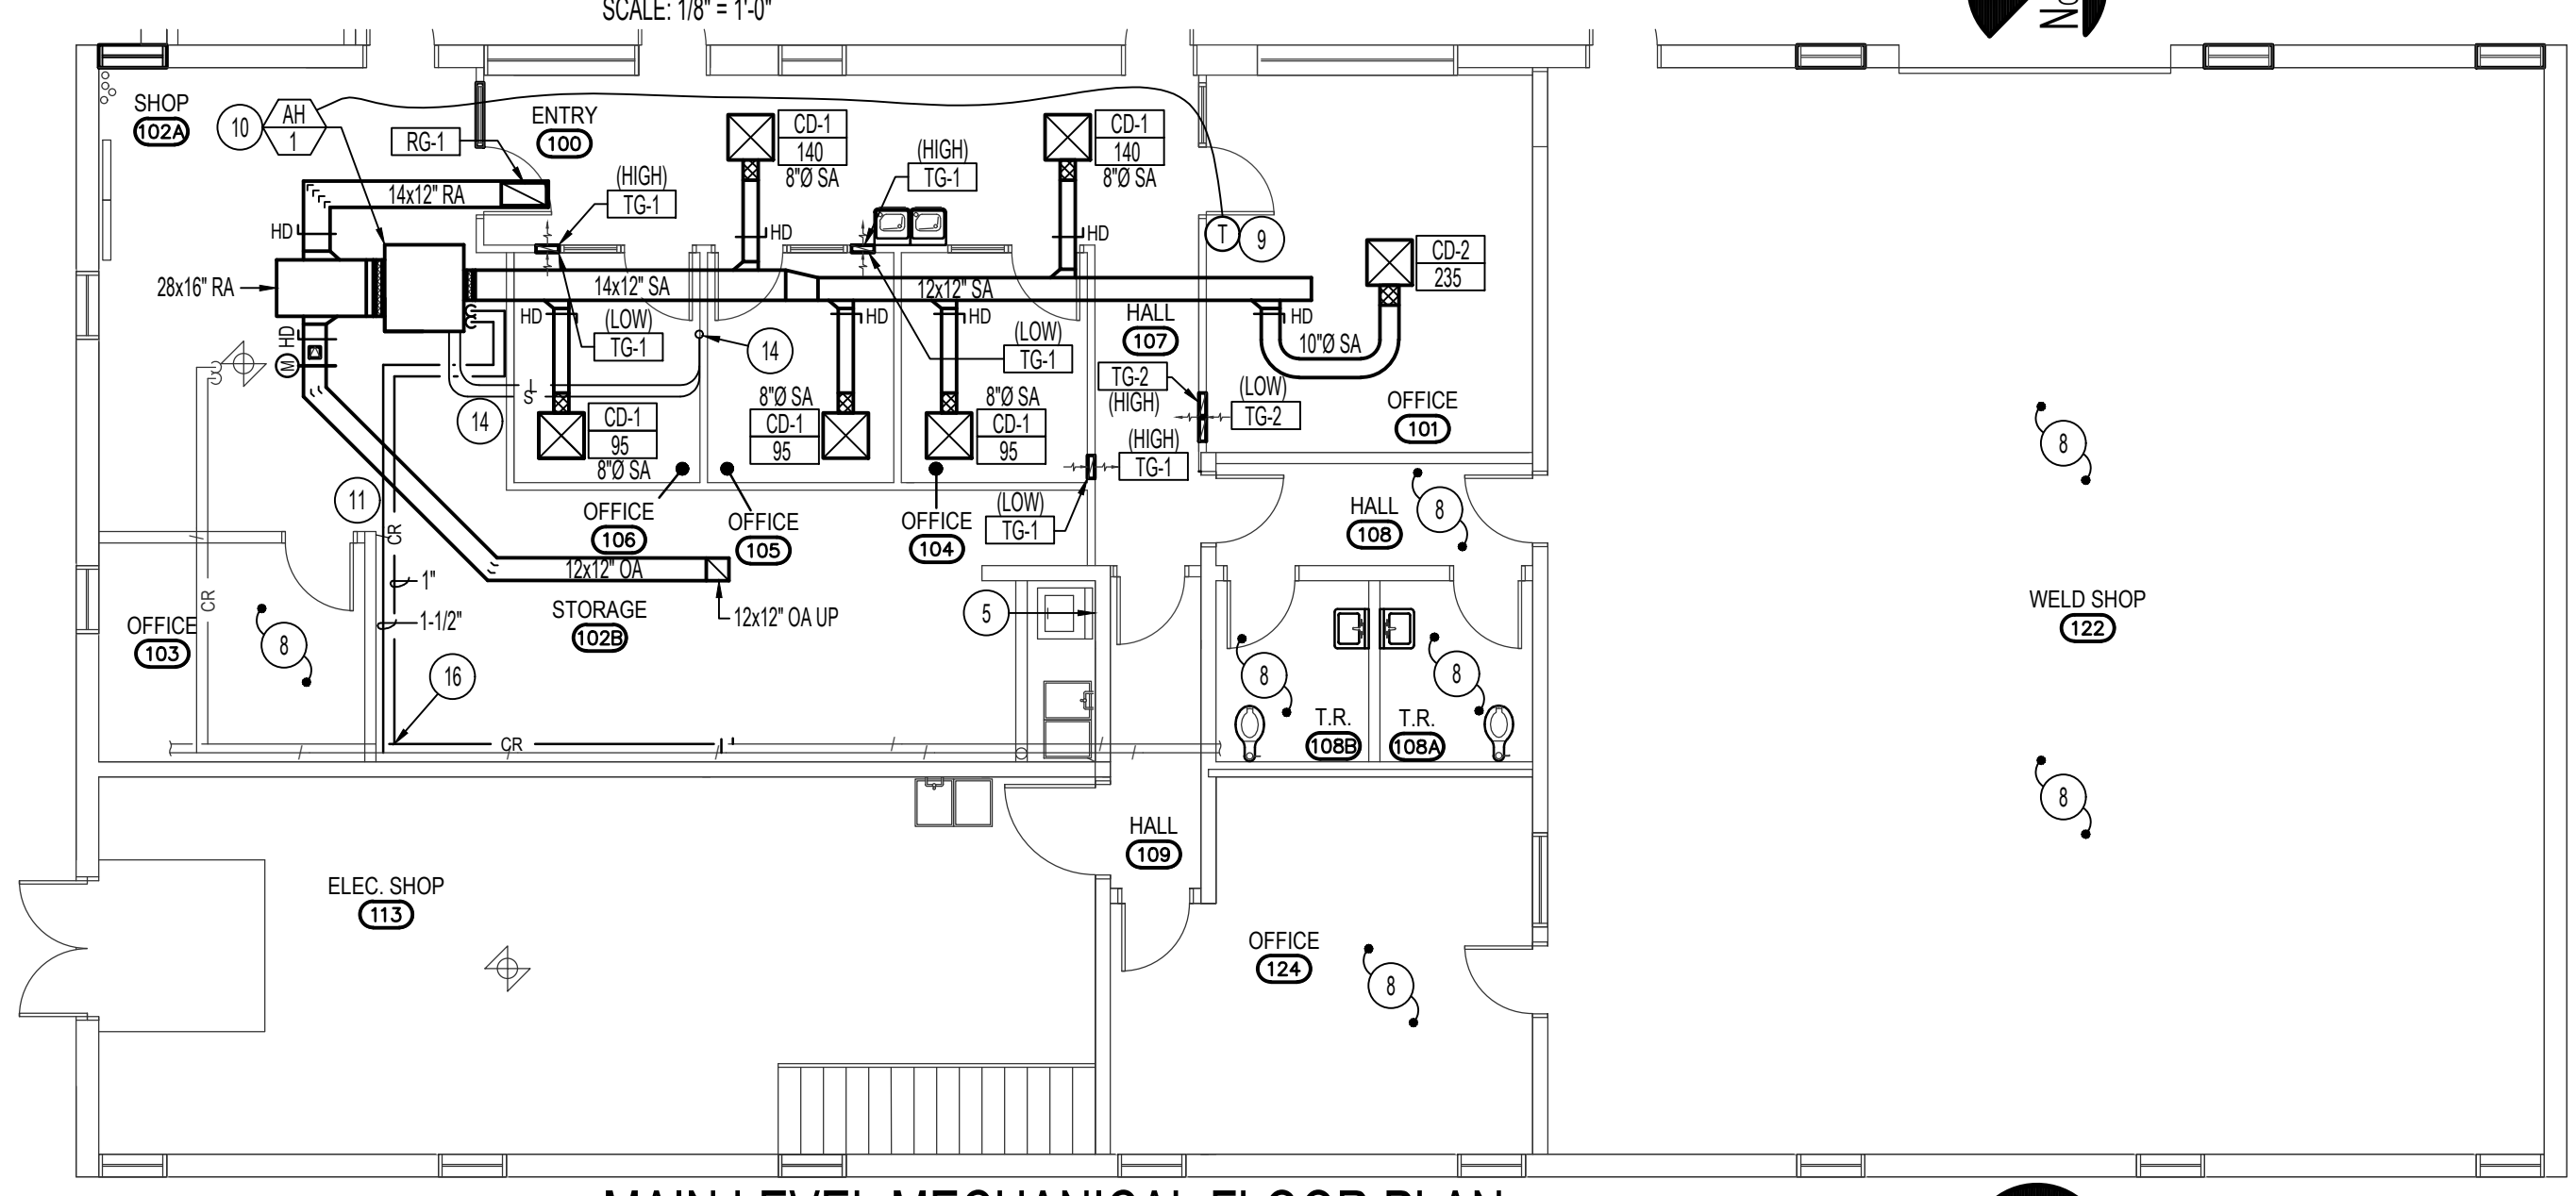 SCALE: 1/8" = 1'-0"
SHOP
102A
10
AH
1
RG-1
ENTRY
100
CD-1
140
8"Ø SA
(HIGH)
TG-1
CD-1
140
8"Ø SA
(HIGH)
TG-1
14x12" RA
HD
HD
HD
T
9
CD-2
235
28x16" RA
14x12" SA
12x12" SA
HD
HD
HD
HD
HD
(LOW)
TG-1
14
(LOW)
TG-1
HALL
107
10"Ø SA
M
TG-2
(HIGH)
(LOW)
TG-2
OFFICE
101
14
S
CD-1
95
8"Ø SA
8"Ø SA
CD-1
95
8"Ø SA
CD-1
95
(HIGH)
TG-1
(LOW)
TG-1
8
11
CR
OFFICE
106
OFFICE
105
OFFICE
104
HALL
108
8
12x12" OA
1"
CR
STORAGE
102B
12x12" OA UP
5
1-1/2"
OFFICE
103
8
16
WELD SHOP
122
8
8
T.R.
108B
T.R.
108A
CR
8
HALL
109
ELEC. SHOP
113
OFFICE
124
8
MAIN LEVEL MECHANICAL FLOOR PLAN